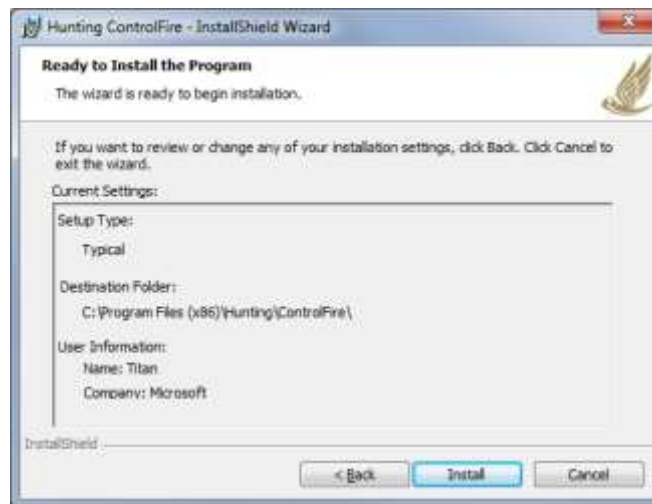 Hunting ControlFire - InstallShield Wizard
Ready to Install the Program
The wizard is ready to begin installation.
If you want to review or change any of your installation settings, click Back. Click Cancel to
exit the wizard.
Current Settings:
Setup Type:
Typical
Destination Folder:
C:\Program Files (x86)\Hunting\ControlFire\
User Information:
Name: Titan
Company: Microsoft
InstallShield
< Back
Install
Cancel